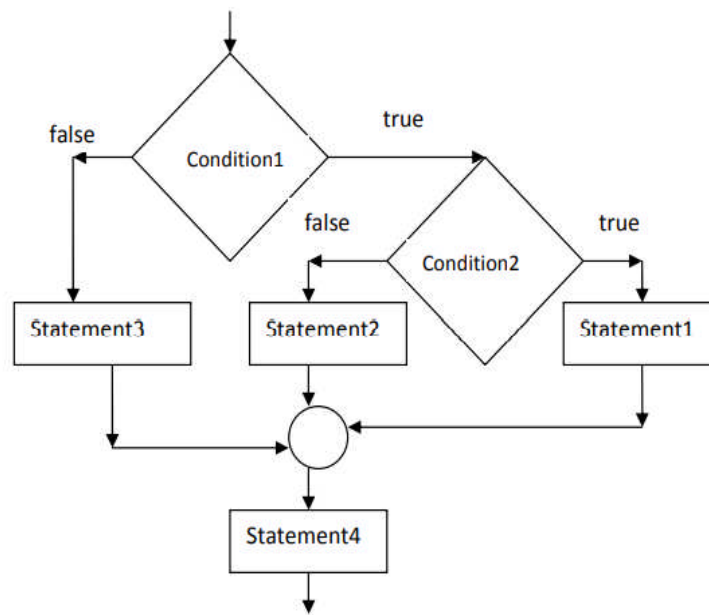 false
true
Condition1
false
true
Condition2
Statement3
Statement2
Statement1
Statement4